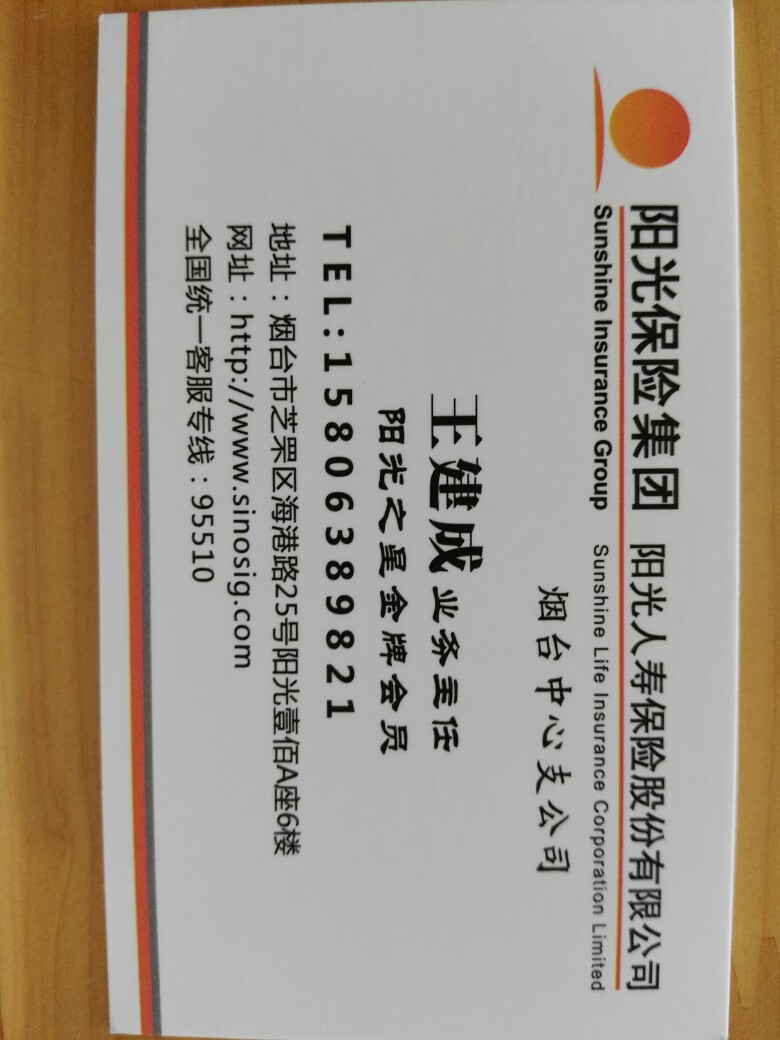 阳光保险集团 阳光人寿保险股份有限公司
Sunshine Insurance Group Sunshine Life Insurance Corporation Limited
烟台中心支公司
王建成 业务主任
阳光之星金牌会员
TEL:15806389821
地址：烟台市芝罘区海港路25号阳光壹佰A座6楼
网址：http://www.sinosig.com
全国统一客服专线：95510